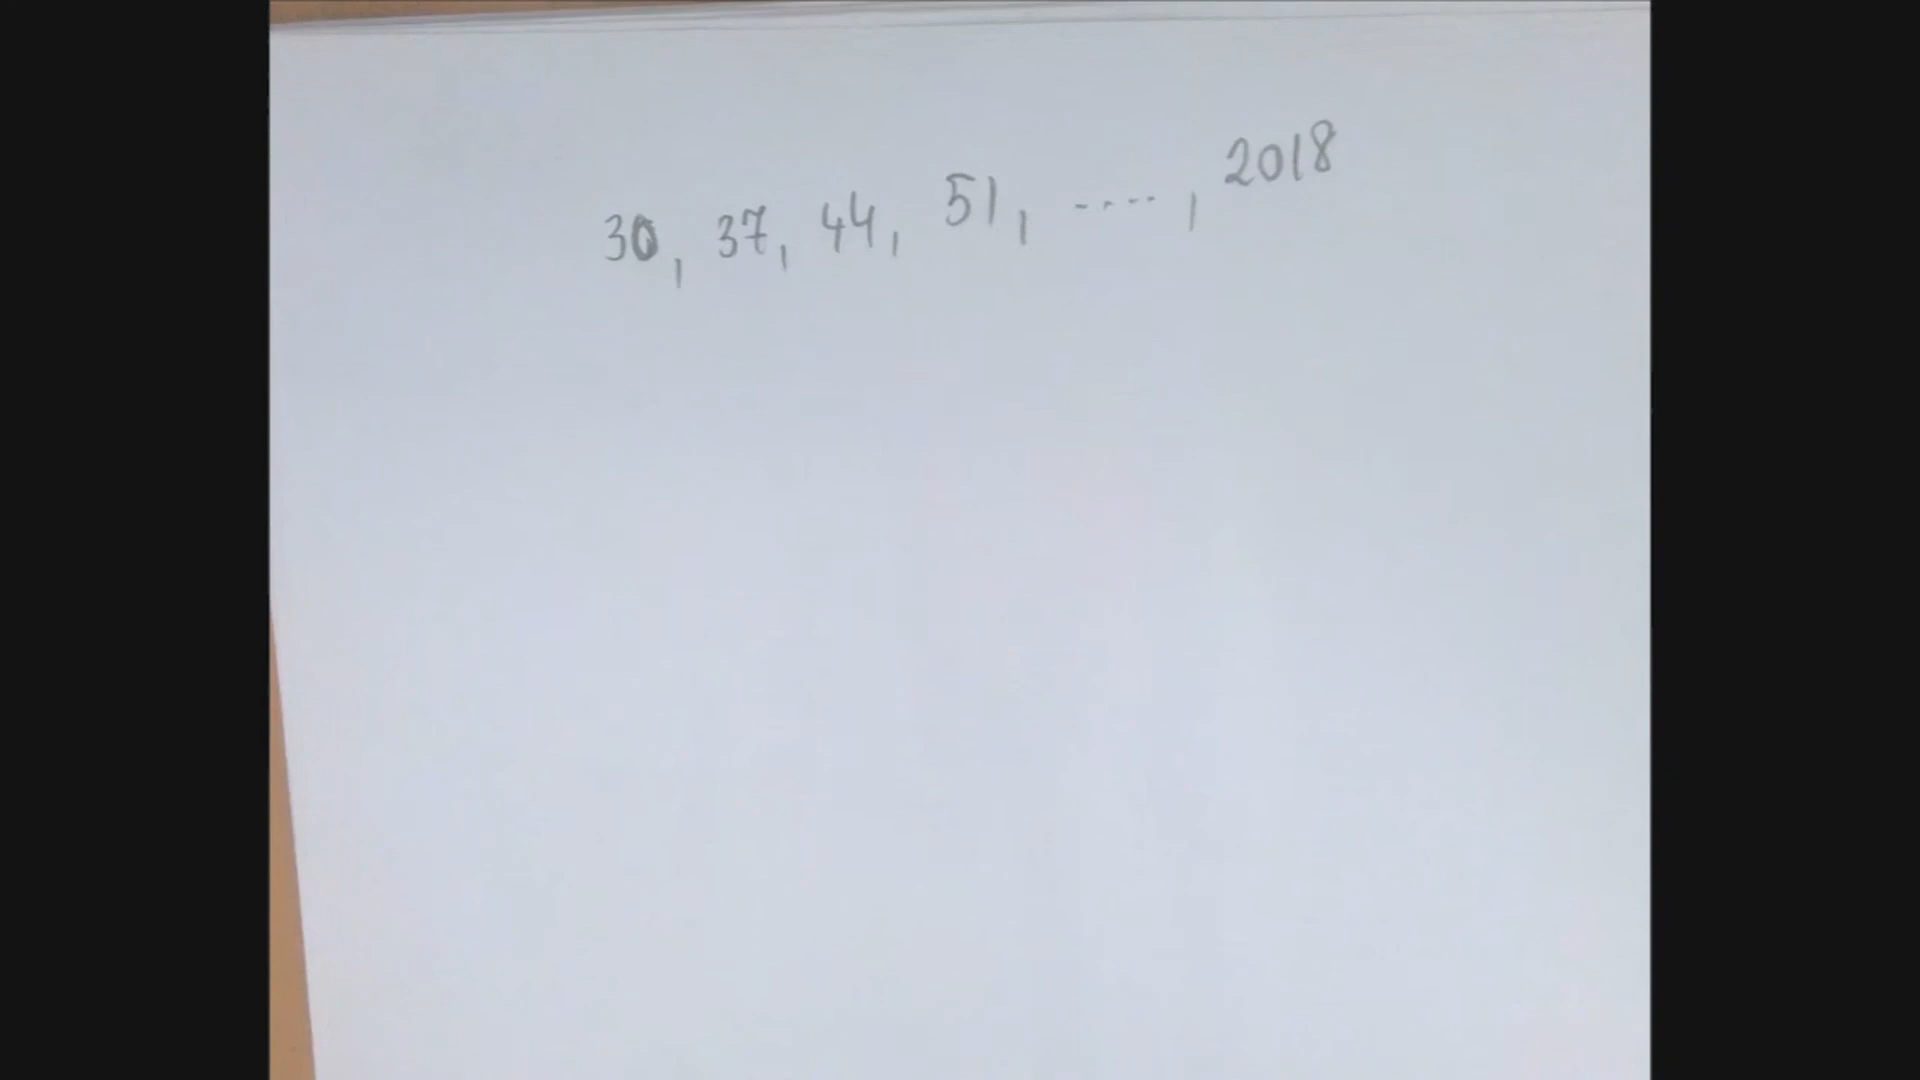 30, 37, 44, 51, ....., 2018